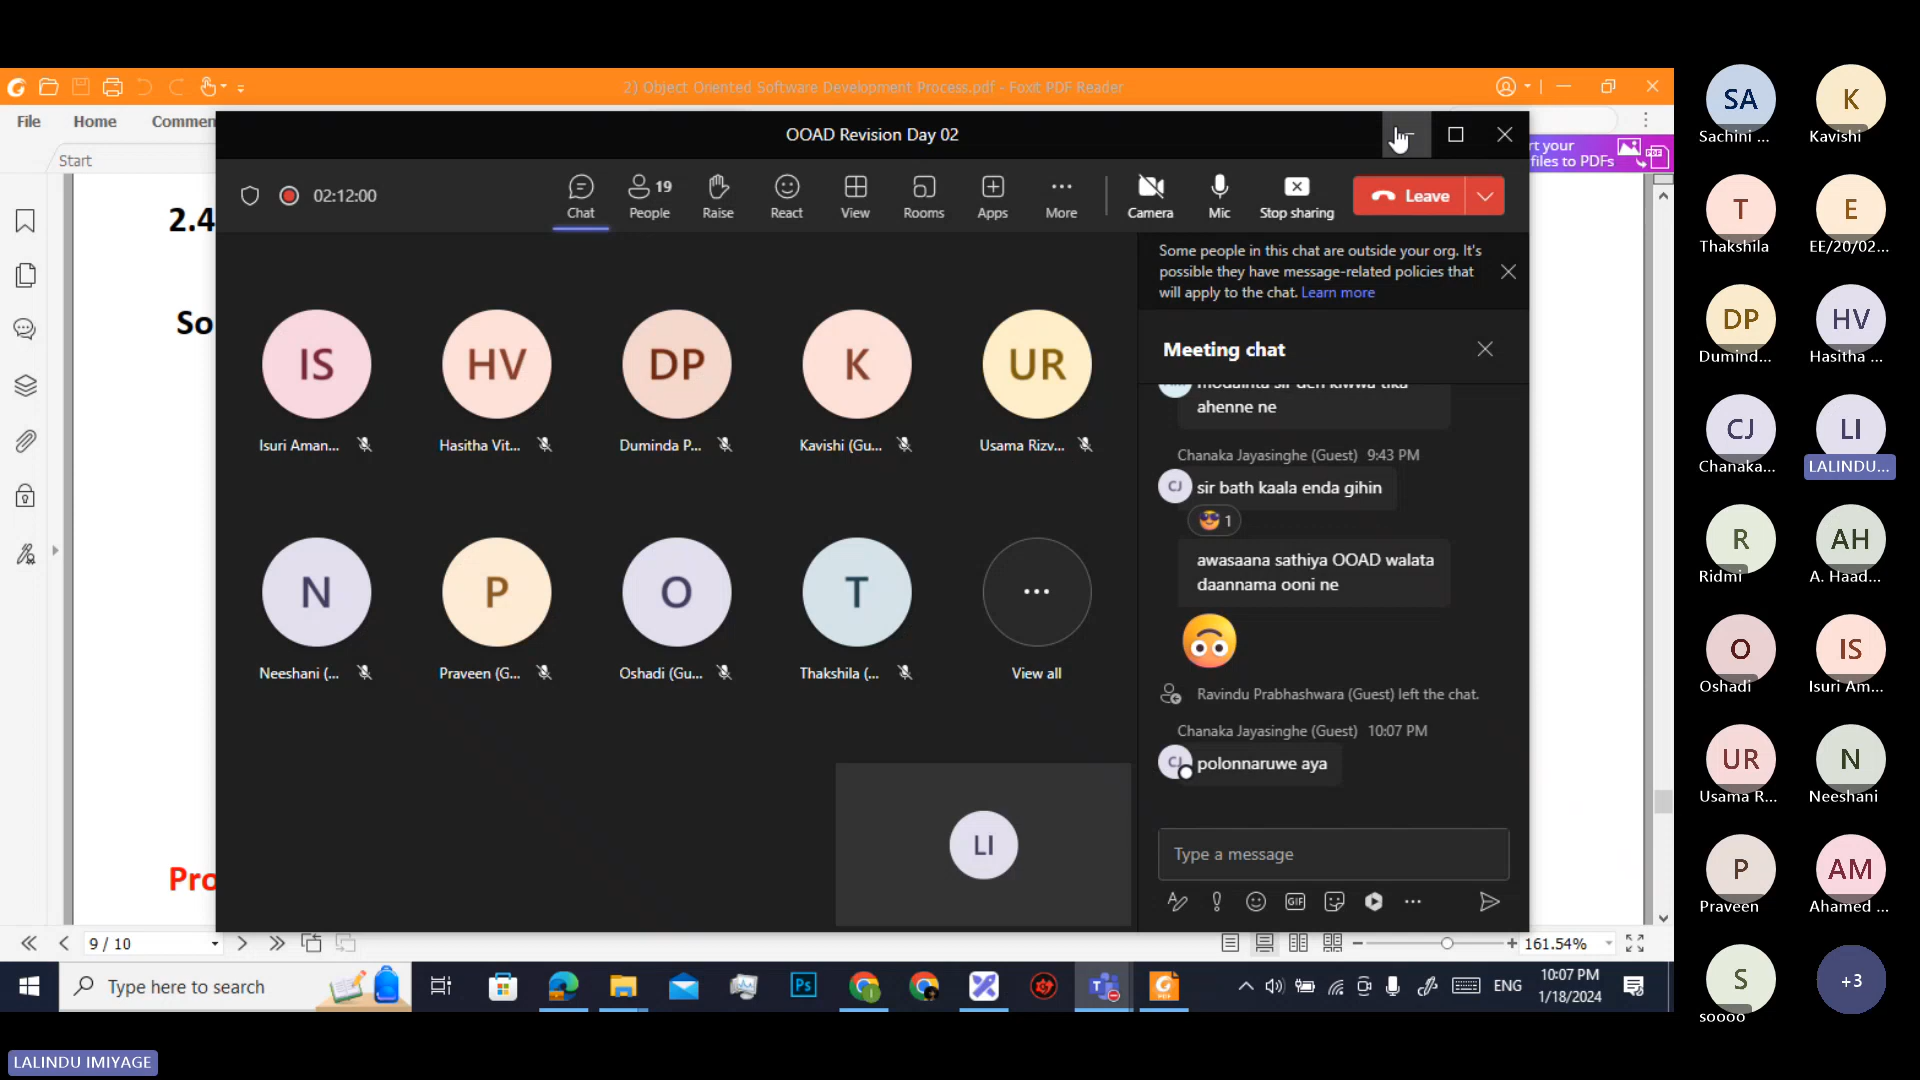 2) Object Oriented Software Development Process.pdf - Foxit PDF Reader
File Home Commen
Start
rt your
files to PDFs
2.4
So
Pro
OOAD Revision Day 02
02:12:00
Chat
19
People
Raise
React
View
Rooms
Apps
More
Camera
Mic
Stop sharing
Leave
IS
Isuri Aman...
HV
Hasitha Vit...
DP
Duminda P...
K
Kavishi (Gu...
UR
Usama Rizv...
N
Neeshani (...
P
Praveen (G...
O
Oshadi (Gu...
T
Thakshila (...
View all
LI
Some people in this chat are outside your org. It's
possible they have message-related policies that
will apply to the chat. Learn more
Meeting chat
ahenne ne
Chanaka Jayasinghe (Guest) 9:43 PM
CJ
sir bath kaala enda gihin
1
awasaana sathiya OOAD walata
daannama ooni ne
Ravindu Prabhashwara (Guest) left the chat.
Chanaka Jayasinghe (Guest) 10:07 PM
polonnaruwe aya
Type a message
GIF
9 / 10
161.54%
Type here to search
Ps
ENG
10:07 PM
1/18/2024
SA
Sachini ...
K
Kavishi
T
Thakshila
E
EE/20/02...
DP
Dumind...
HV
Hasitha ...
CJ
Chanaka...
LI
LALINDU...
R
Ridmi
AH
A. Haad...
O
Oshadi
IS
Isuri Am...
UR
Usama R...
N
Neeshani
P
Praveen
AM
Ahamed ...
S
soooo
+3
LALINDU IMIYAGE